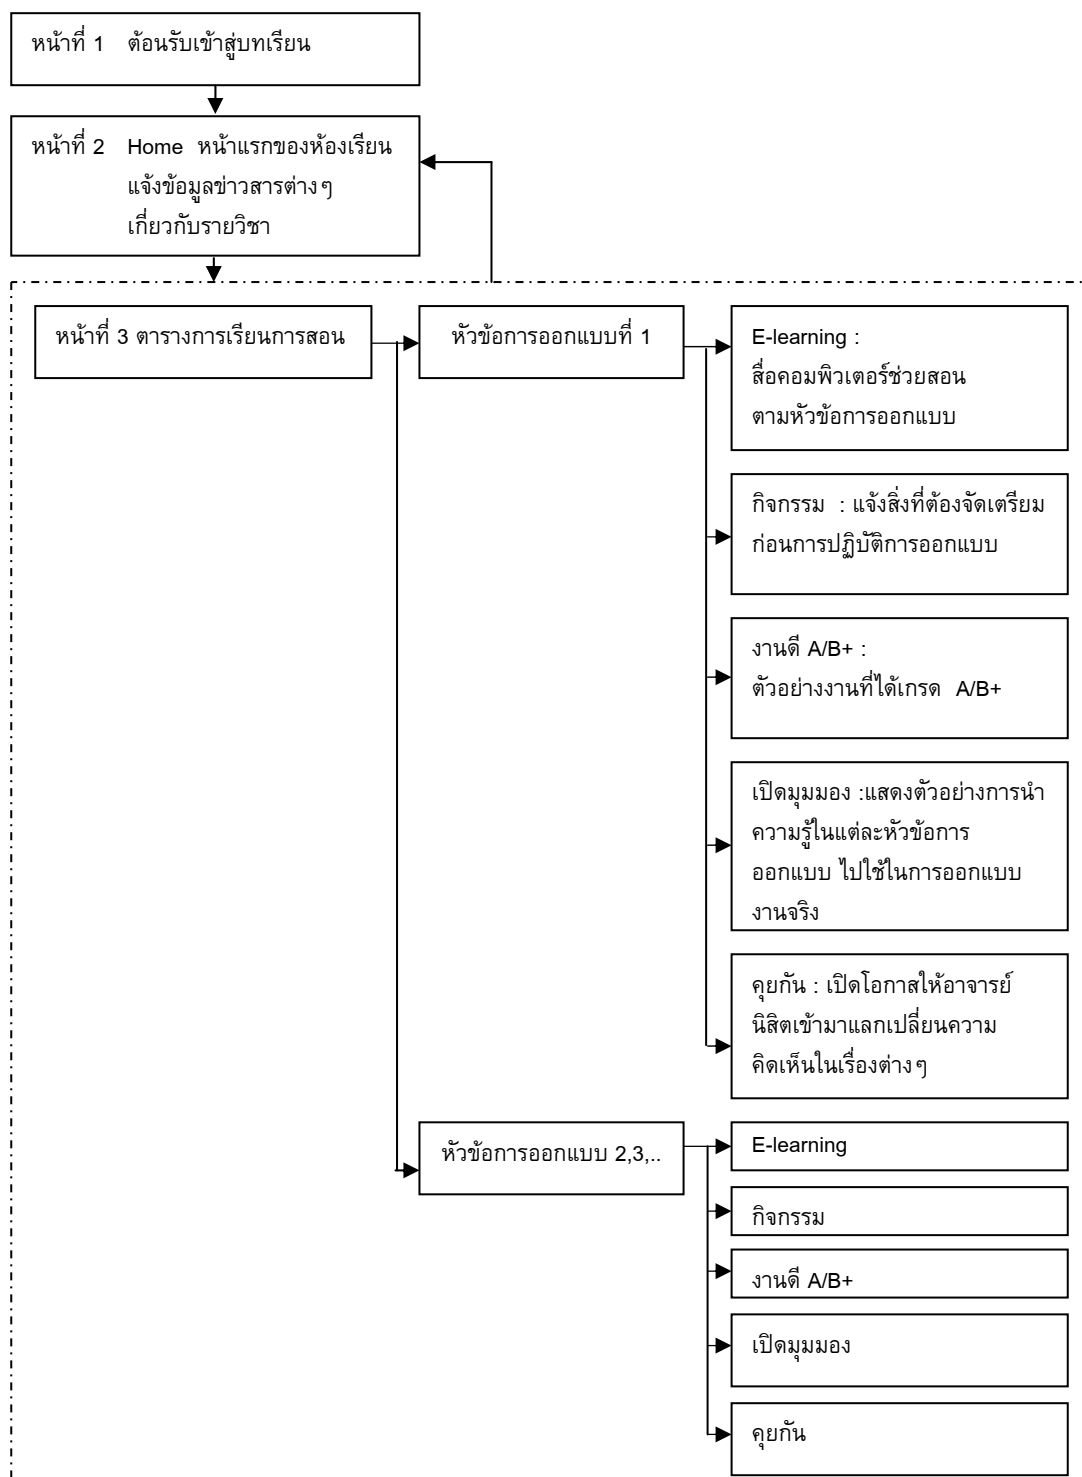 หน้าที่ 1 ต้อนรับเข้าสู่บทเรียน
หน้าที่ 2 Home หน้าแรกของห้องเรียน
แจ้งข้อมูลข่าวสารต่างๆ
เกี่ยวกับรายวิชา
หน้าที่ 3 ตารางการเรียนการสอน
หัวข้อการออกแบบที่ 1
E-learning :
สื่อคอมพิวเตอร์ช่วยสอน
ตามหัวข้อการออกแบบ
กิจกรรม : แจ้งสิ่งที่ต้องจัดเตรียม
ก่อนการปฏิบัติการออกแบบ
งานดี A/B+ :
ตัวอย่างงานที่ได้เกรด A/B+
เปิดมุมมอง :แสดงตัวอย่างการนำ
ความรู้ในแต่ละหัวข้อการ
ออกแบบ ไปใช้ในการออกแบบ
งานจริง
คุยกัน : เปิดโอกาสให้อาจารย์
นิสิตเข้ามาแลกเปลี่ยนความ
คิดเห็นในเรื่องต่างๆ
หัวข้อการออกแบบ 2,3,..
E-learning
กิจกรรม
งานดี A/B+
เปิดมุมมอง
คุยกัน